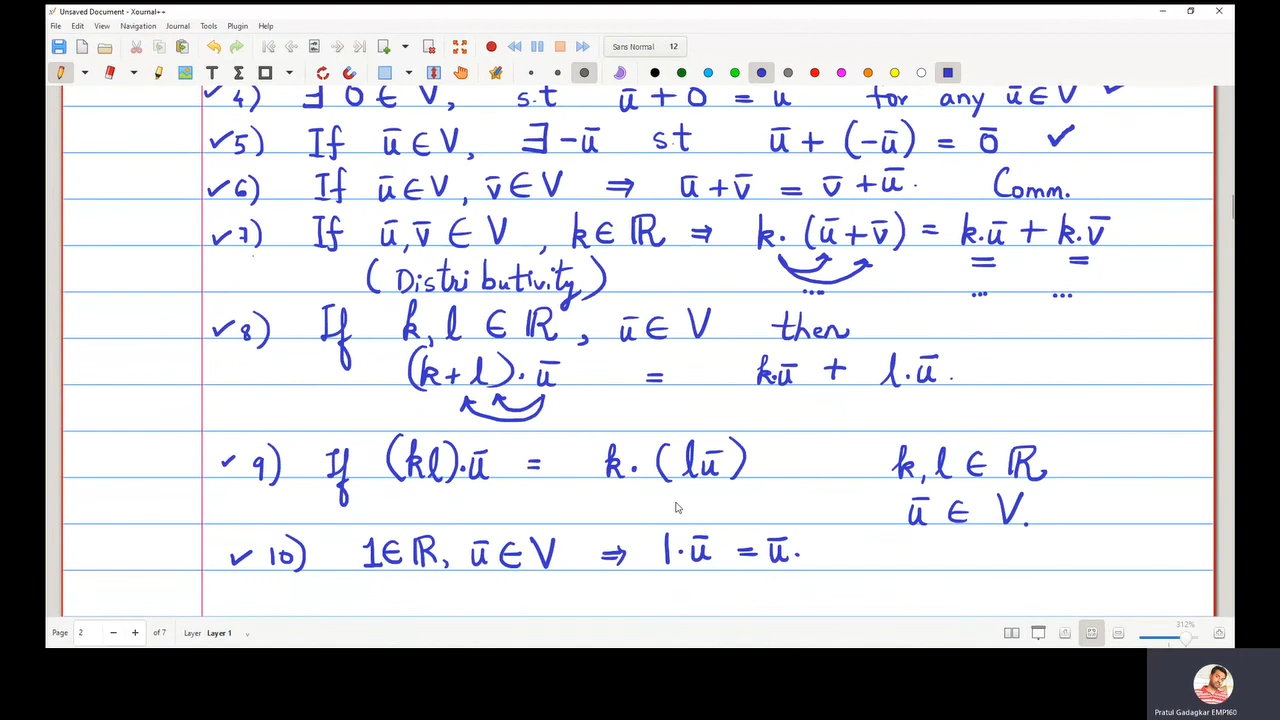 Unsaved Document - Xournal++
File Edit View Navigation Journal Tools Plugin Help
Sans Normal 12
✓4) ∃ 0 ∈ V, s.t ū + 0 = u for any ū ∈ V ✓
✓5) If ū ∈ V, ∃ -ū s.t ū + (-ū) = 0̄ ✓
✓6) If ū ∈ V, v̄ ∈ V ⇒ ū + v̄ = v̄ + ū. Comm.
✓7) If ū, v̄ ∈ V, k ∈ ℝ ⇒ k. (ū + v̄) = k.ū + k.v̄
(Distributivity) ... ... ...
✓8) If k, l ∈ ℝ, ū ∈ V then
(k + l).ū = k.ū + l.ū.
✓9) If (kl).ū = k. (lū) k, l ∈ ℝ
ū ∈ V.
✓10) 1 ∈ ℝ, ū ∈ V ⇒ 1.ū = ū.
Page 2 of 7 Layer Layer 1 312%
Pratul Gadagkar EMP160